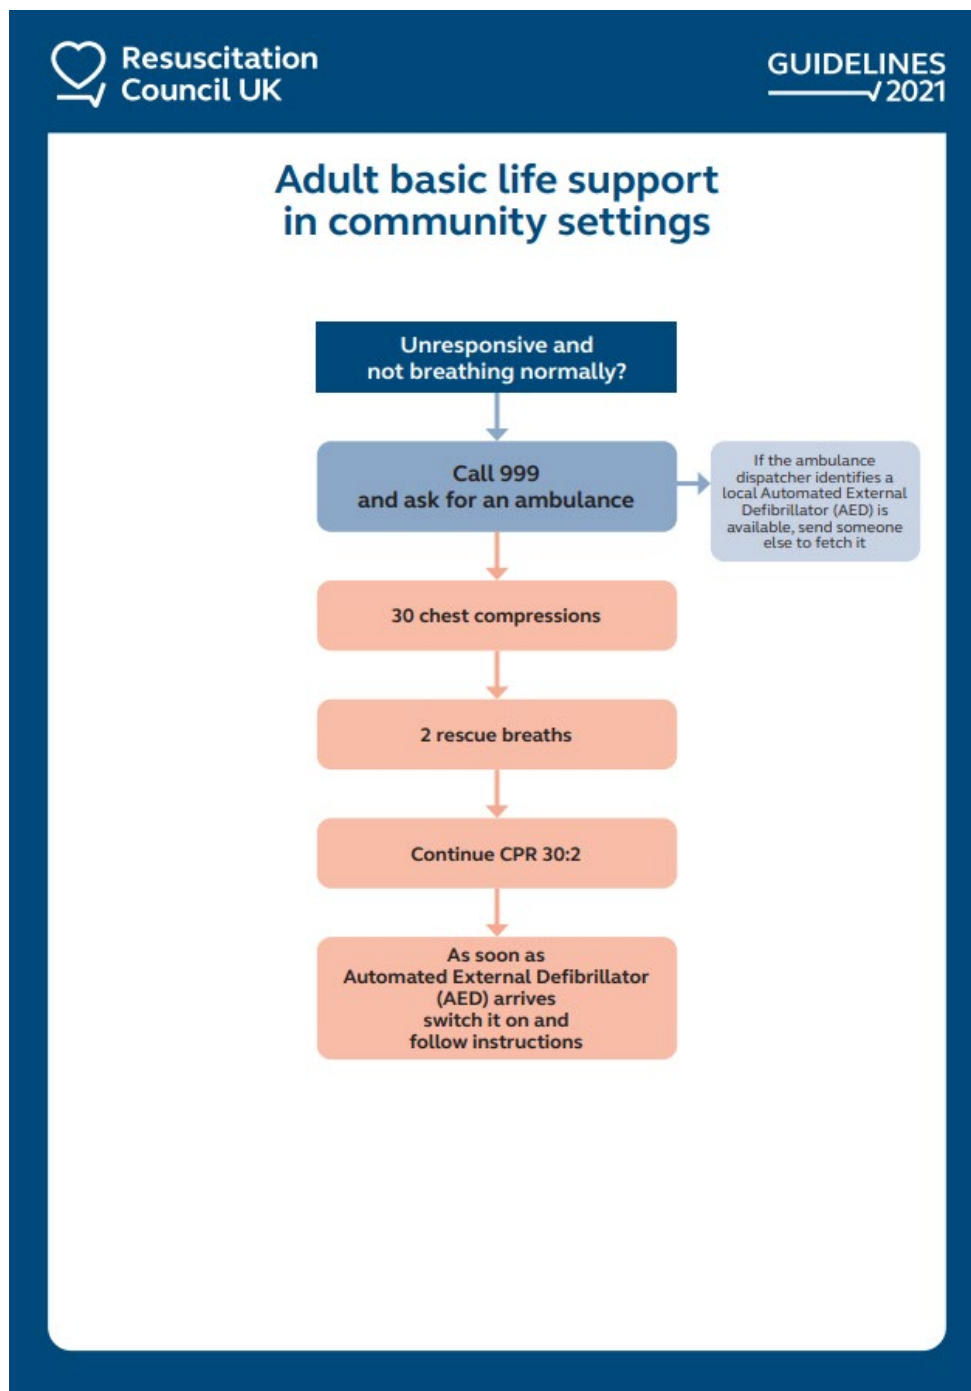 Resuscitation
Council UK
GUIDELINES
2021
Adult basic life support
in community settings
Unresponsive and
not breathing normally?
Call 999
and ask for an ambulance
If the ambulance
dispatcher identifies a
local Automated External
Defibrillator (AED) is
available, send someone
else to fetch it
30 chest compressions
2 rescue breaths
Continue CPR 30:2
As soon as
Automated External Defibrillator
(AED) arrives
switch it on and
follow instructions